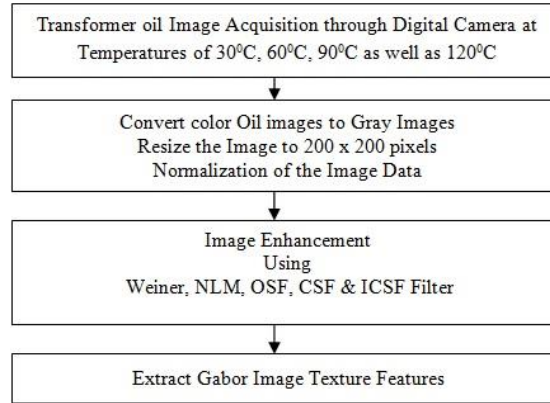 Transformer oil Image Acquisition through Digital Camera at
Temperatures of 30⁰C, 60⁰C, 90⁰C as well as 120⁰C
Convert color Oil images to Gray Images
Resize the Image to 200 x 200 pixels
Normalization of the Image Data
Image Enhancement
Using
Weiner, NLM, OSF, CSF & ICSF Filter
Extract Gabor Image Texture Features